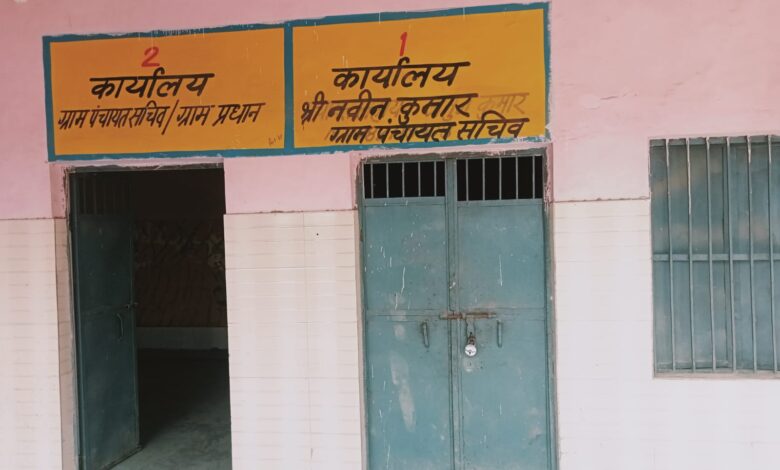 2
कार्यालय
ग्राम पंचायत सचिव/ग्राम प्रधान
1
कार्यालय
श्री नवीन कुमार
ग्राम पंचायत सचिव